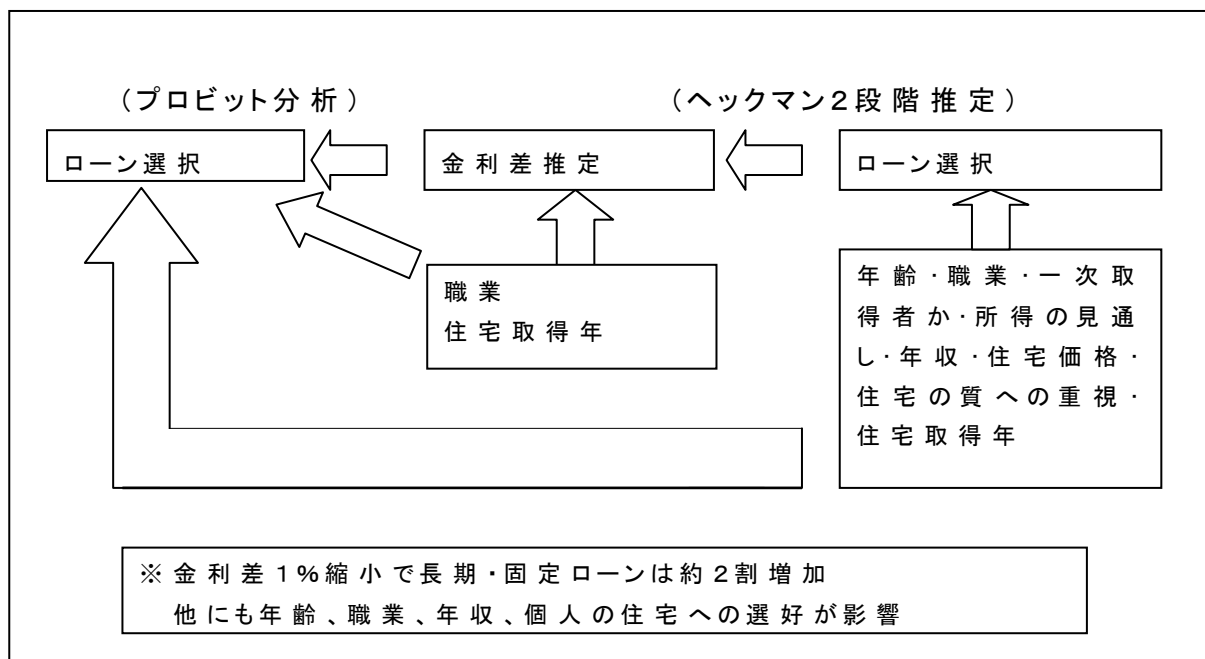 （プロビット分析）
（ヘックマン２段階推定）
ローン選択
金利差推定
ローン選択
職業
住宅取得年
年齢・職業・一次取
得者か・所得の見通
し・年収・住宅価格・
住宅の質への重視・
住宅取得年
※金利差１％縮小で長期・固定ローンは約２割増加
他にも年齢、職業、年収、個人の住宅への選好が影響